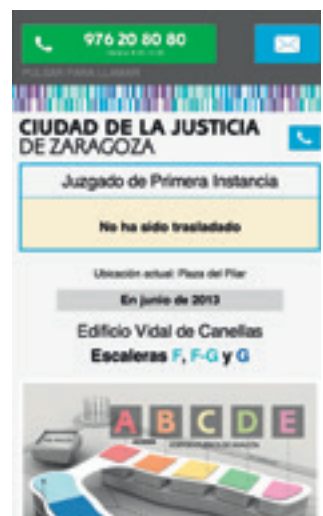 976 20 80 80
PULSAR PARA LLAMAR
CIUDAD DE LA JUSTICIA
DE ZARAGOZA
Juzgado de Primera Instancia
No ha sido trasladado
Ubicación actual: Plaza del Pilar
En junio de 2013
Edificio Vidal de Canellas
Escaleras F, F-G y G
A B C D E